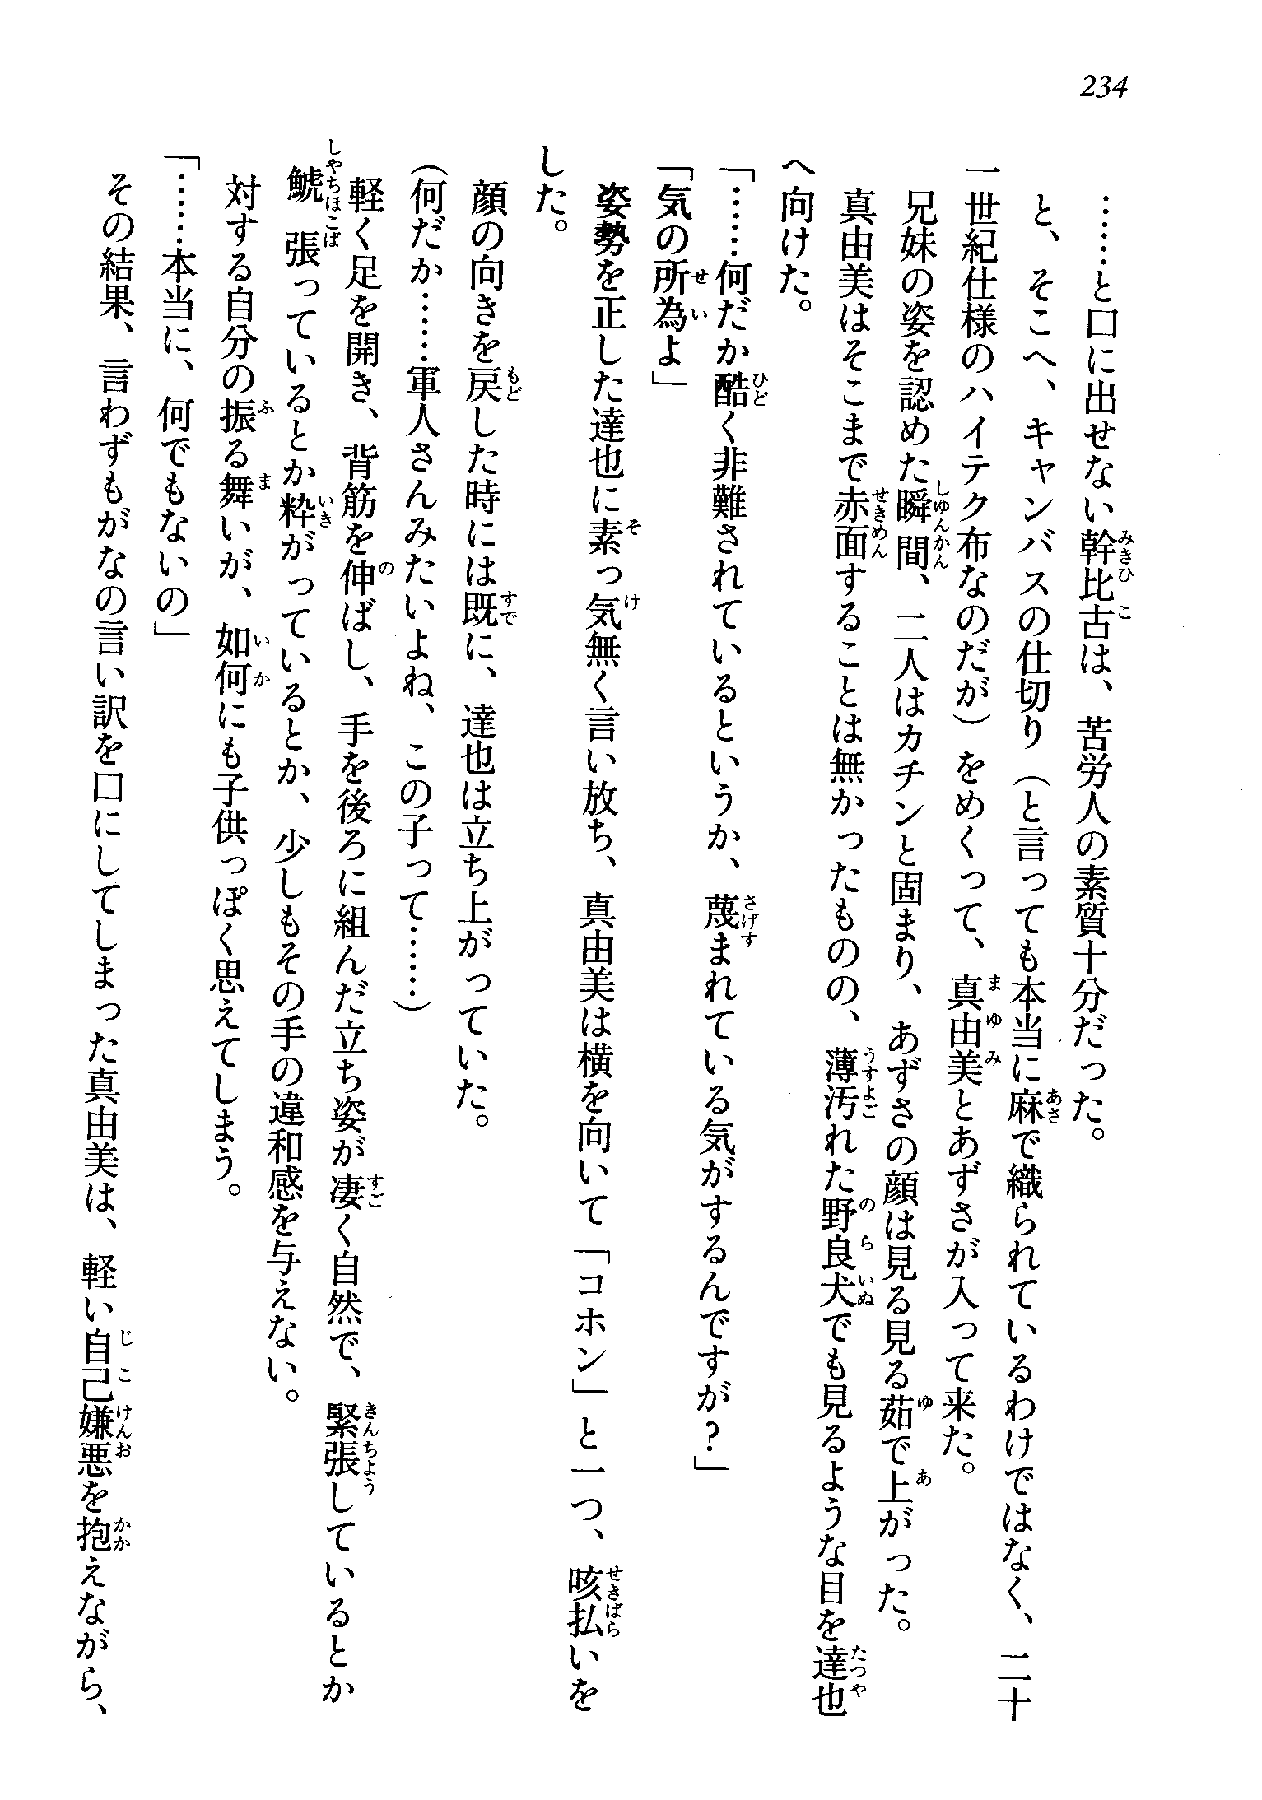 234
……と口に出せない幹比古は、苦労人の素質十分だった。
と、そこへ、キャンバスの仕切り（と言っても本当に麻で織られているわけではなく、二十
一世紀仕様のハイテク布なのだが）をめくって、真由美とあずさが入って来た。
兄妹の姿を認めた瞬間、二人はカチンと固まり、あずさの顔は見る見る茹で上がった。
真由美はそこまで赤面することは無かったものの、薄汚れた野良犬でも見るような目を達也
へ向けた。
「……何だか酷く非難されているというか、蔑まれている気がするんですが？」
「気の所為よ」
姿勢を正した達也に素っ気無く言い放ち、真由美は横を向いて「コホン」と一つ、咳払いを
した。
顔の向きを戻した時には既に、達也は立ち上がっていた。
（何だか……軍人さんみたいよね、この子って……）
軽く足を開き、背筋を伸ばし、手を後ろに組んだ立ち姿が凄く自然で、緊張しているとか
鯱張っているとか粋がっているとか、少しもその手の違和感を与えない。
対する自分の振る舞いが、如何にも子供っぽく思えてしまう。
「……本当に、何でもないの」
その結果、言わずもがなの言い訳を口にしてしまった真由美は、軽い自己嫌悪を抱えながら、